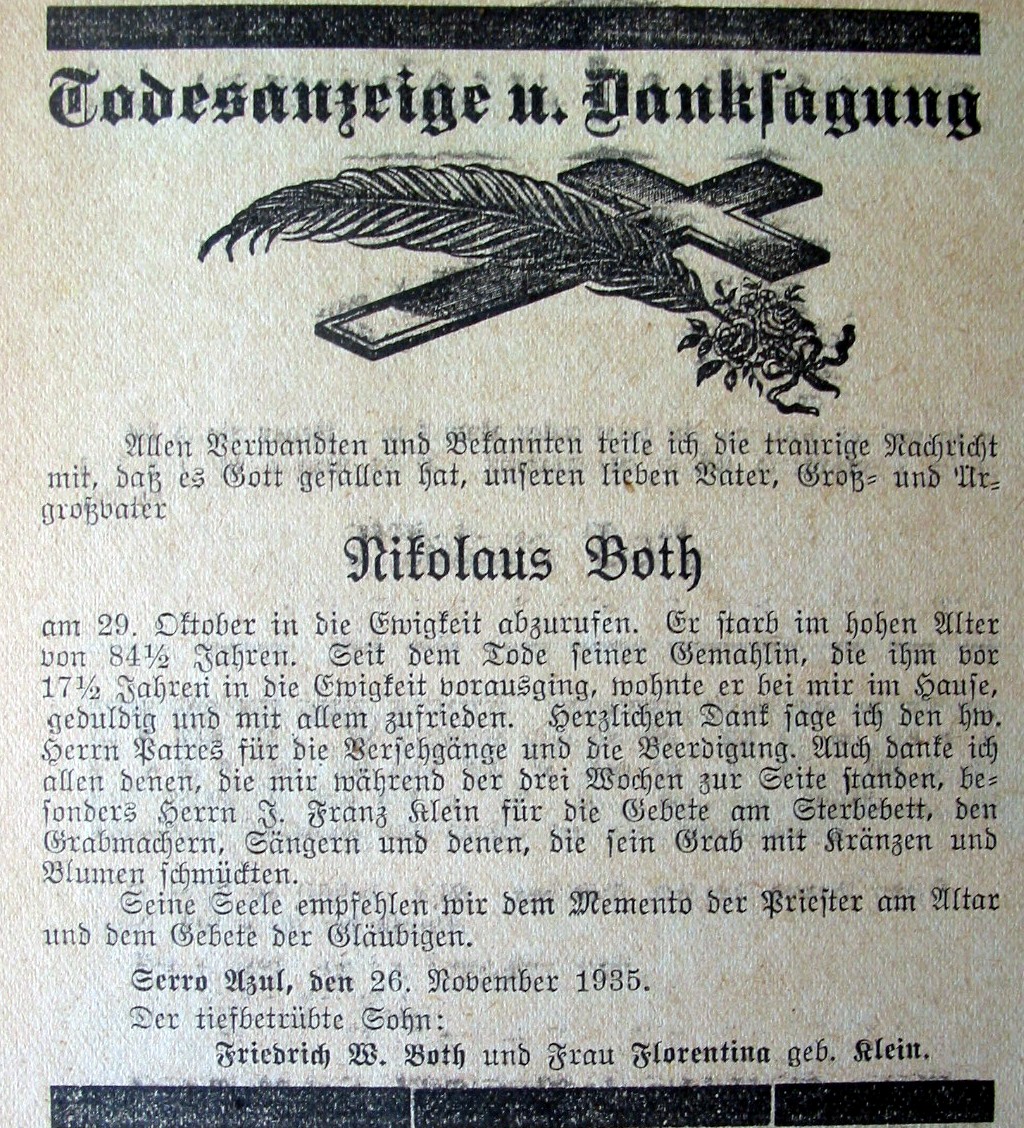 Todesanzeige u. Danksagung
Allen Verwandten und Bekannten teile ich die traurige Nachricht
mit, daß es Gott gefallen hat, unseren lieben Vater, Groß- und Ur-
großvater
Nikolaus Both
am 29. Oktober in die Ewigkeit abzurufen. Er starb im hohen Alter
von 84½ Jahren. Seit dem Tode seiner Gemahlin, die ihm vor
17½ Jahren in die Ewigkeit vorausging, wohnte er bei mir im Hause,
geduldig und mit allem zufrieden. Herzlichen Dank sage ich den hw.
Herrn Patres für die Versehgänge und die Beerdigung. Auch danke ich
allen denen, die mir während der drei Wochen zur Seite standen, be-
sonders Herrn J. Franz Klein für die Gebete am Sterbebett, den
Grabmachern, Sängern und denen, die sein Grab mit Kränzen und
Blumen schmückten.
Seine Seele empfehlen wir dem Memento der Priester am Altar
und dem Gebete der Gläubigen.
Serro Azul, den 26. November 1935.
Der tiefbetrübte Sohn:
Friedrich W. Both und Frau Florentina geb. Klein.